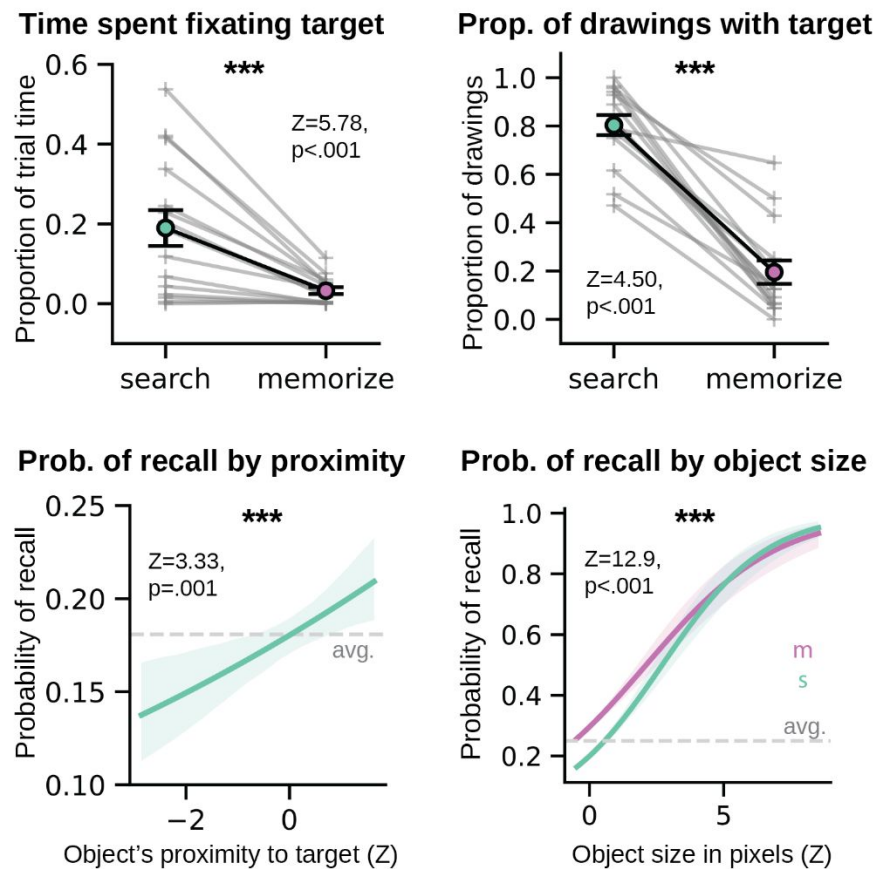 Time spent fixating target
Proportion of trial time
0.6
0.4
0.2
0.0
***
Z=5.78,
p<.001
search
memorize
Prop. of drawings with target
Proportion of drawings
1.0
0.8
0.6
0.4
0.2
0.0
***
Z=4.50,
p<.001
search
memorize
Prob. of recall by proximity
Probability of recall
0.25
0.20
0.15
0.10
***
Z=3.33,
p=.001
avg.
−2
0
Object's proximity to target (Z)
Prob. of recall by object size
Probability of recall
1.0
0.8
0.6
0.4
0.2
***
Z=12.9,
p<.001
m
s
avg.
0
5
Object size in pixels (Z)